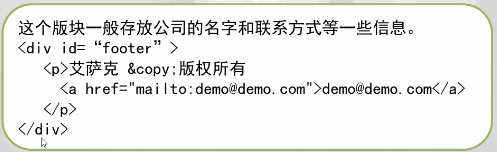 这个版块一般存放公司的名字和联系方式等一些信息。
<div id=“footer”>
<p>艾萨克 &copy;版权所有
<a href="mailto:demo@demo.com">demo@demo.com</a>
</p>
</div>